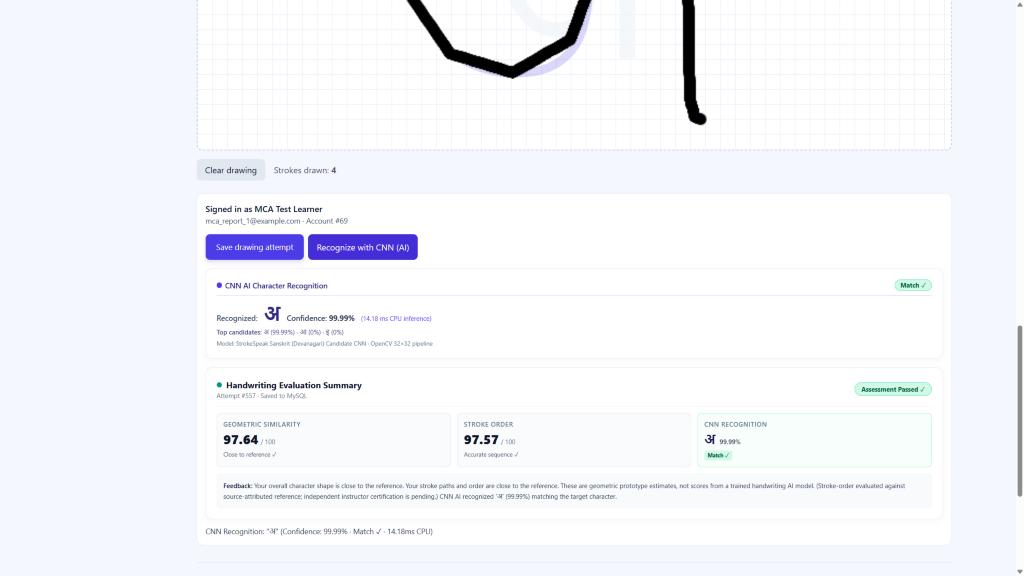 Clear drawing Strokes drawn: 4
Signed in as MCA Test Learner
mca_report_1@example.com · Account #69
Save drawing attempt Recognize with CNN (AI)
CNN AI Character Recognition Match ✓
Recognized: अ Confidence: 99.99% (14.18 ms CPU inference)
Top candidates: अ (99.99%) · ओ (0%) · इ (0%)
Model: StrokeSpeak Sanskrit (Devanagari) Candidate CNN · OpenCV 32×32 pipeline
Handwriting Evaluation Summary Assessment Passed ✓
Attempt #557 · Saved to MySQL
GEOMETRIC SIMILARITY STROKE ORDER CNN RECOGNITION
97.64 / 100 97.57 / 100 अ 99.99%
Close to reference ✓ Accurate sequence ✓ Match ✓
Feedback: Your overall character shape is close to the reference. Your stroke paths and order are close to the reference. These are geometric prototype estimates, not scores from a trained handwriting AI model. (Stroke-order evaluated against
source-attributed reference; independent instructor certification is pending.) CNN AI recognized 'अ' (99.99%) matching the target character.
CNN Recognition: "अ" (Confidence: 99.99% · Match ✓ · 14.18ms CPU)